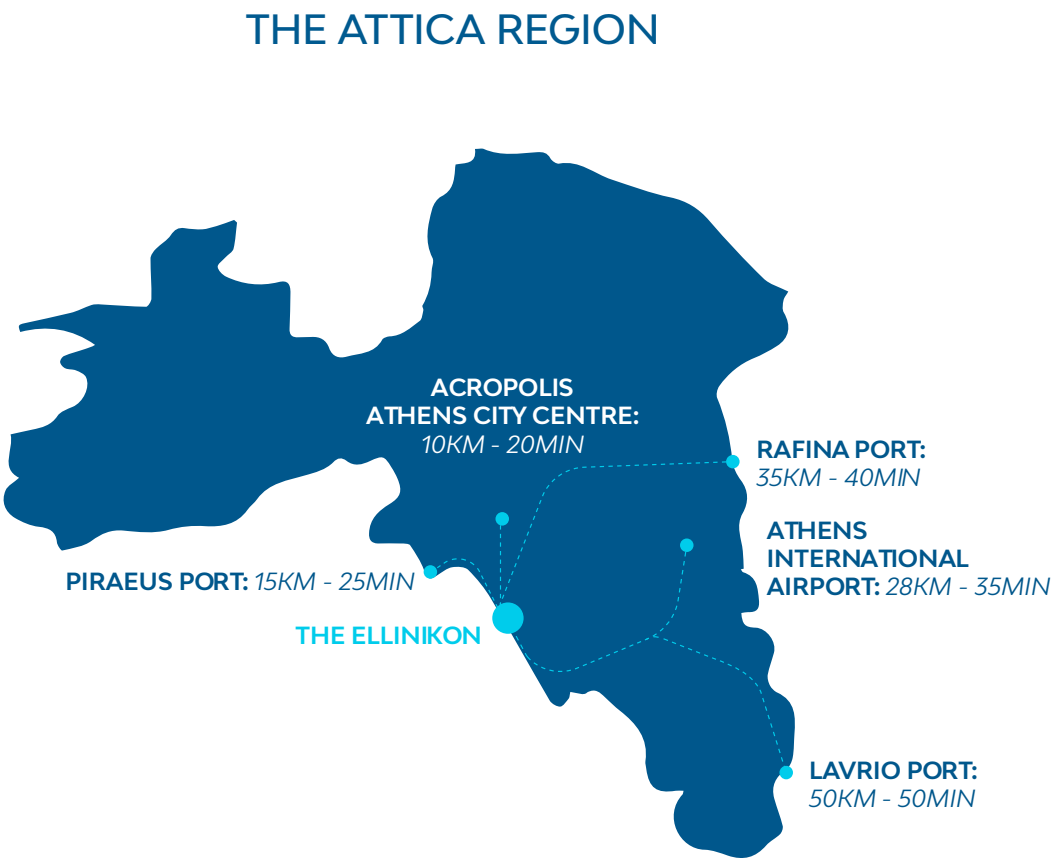 THE ATTICA REGION
ACROPOLIS
ATHENS CITY CENTRE:
10KM - 20MIN
RAFINA PORT:
35KM - 40MIN
ATHENS
INTERNATIONAL
AIRPORT: 28KM - 35MIN
PIRAEUS PORT: 15KM - 25MIN
THE ELLINIKON
LAVRIO PORT:
50KM - 50MIN